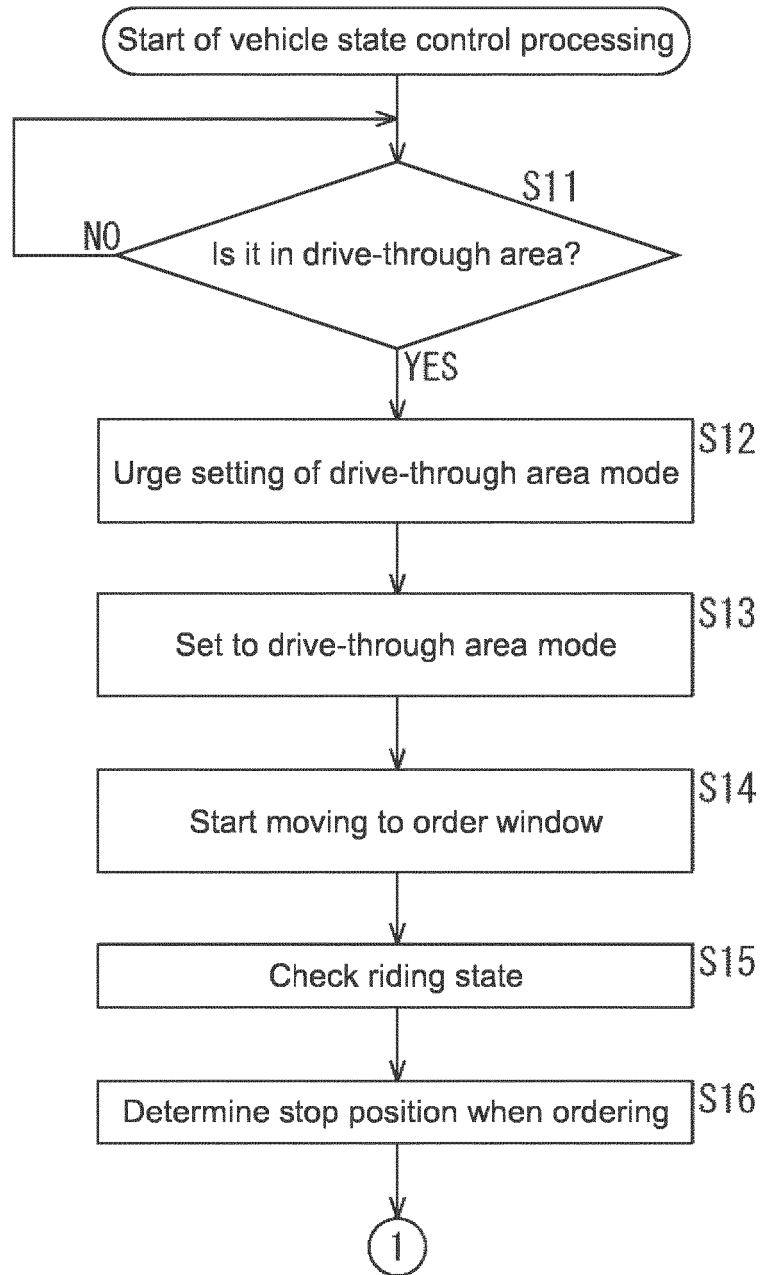 Start of vehicle state control processing
S11
NO
Is it in drive-through area?
YES
S12
Urge setting of drive-through area mode
S13
Set to drive-through area mode
S14
Start moving to order window
S15
Check riding state
S16
Determine stop position when ordering
1